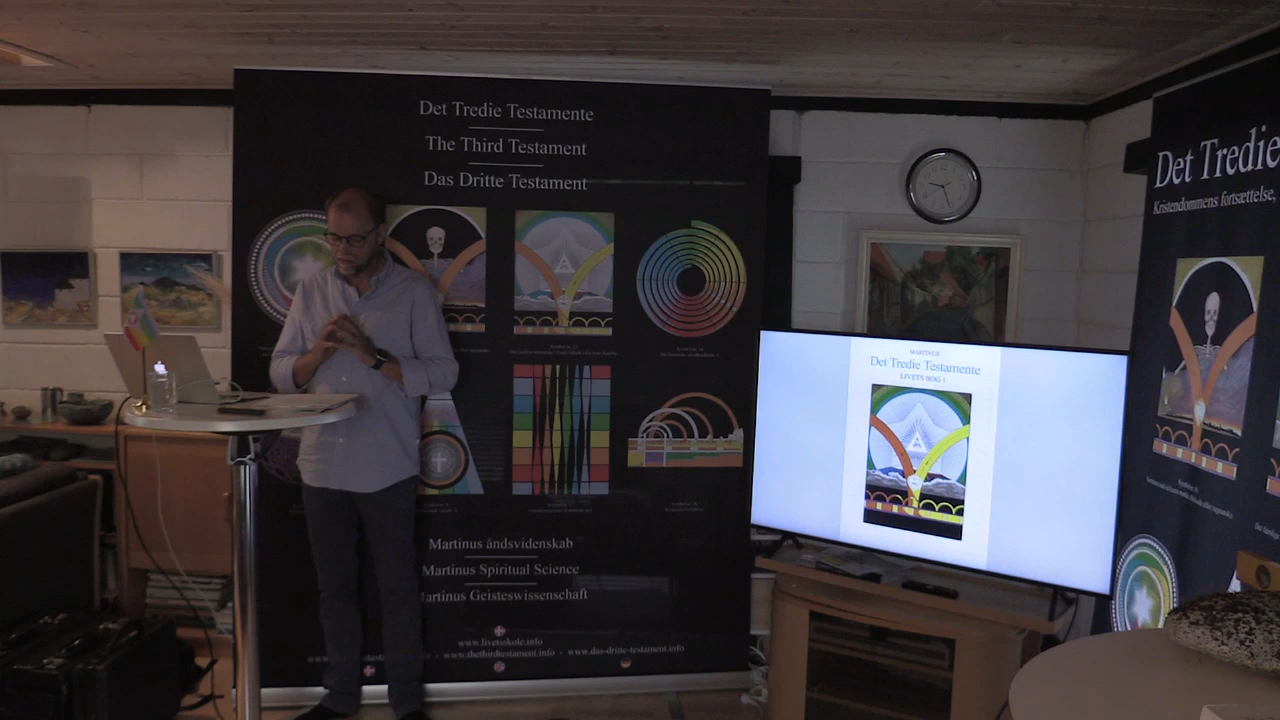 Det Tredie Testamente
The Third Testament
Das Dritte Testament
Martinus åndsvidenskab
Martinus Spiritual Science
Martinus Geisteswissenschaft
www.livetsskole.info
www.thethirdtestament.info - www.das-dritte-testament.info
MARTINUS
Det Tredie Testamente
LIVETS BOG 1
Det Tredie
Kristendommens fortsættelse,